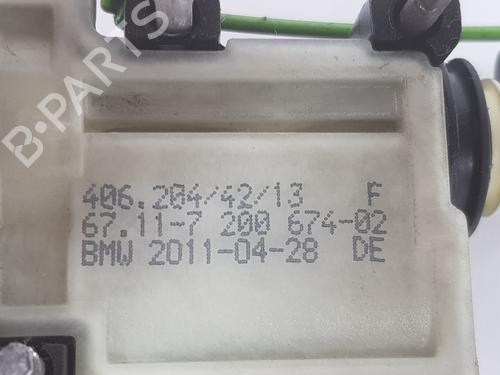 B-PARTS
406.204/42/13 F
67.11-7 200 674-02
BMW 2011-04-28 DE